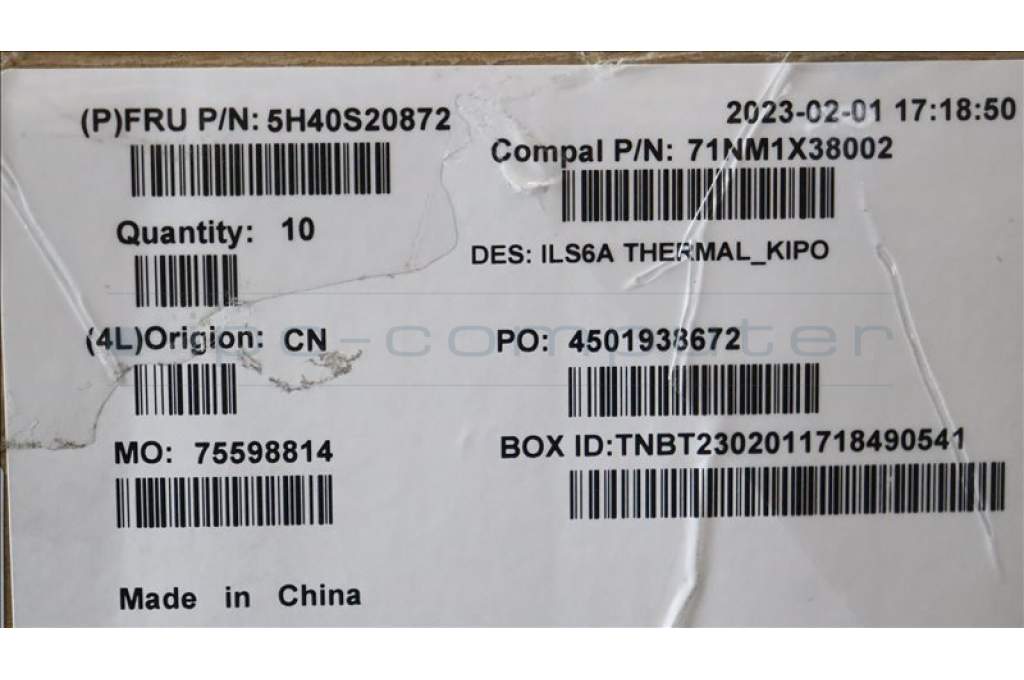 (P)FRU P/N: 5H40S20872
2023-02-01 17:18:50
Compal P/N: 71NM1X38002
Quantity: 10
DES: ILS6A THERMAL_KIPO
(4L)Origion: CN
PO: 4501938672
MO: 75598814
BOX ID:TNBT2302011718490541
Made in China